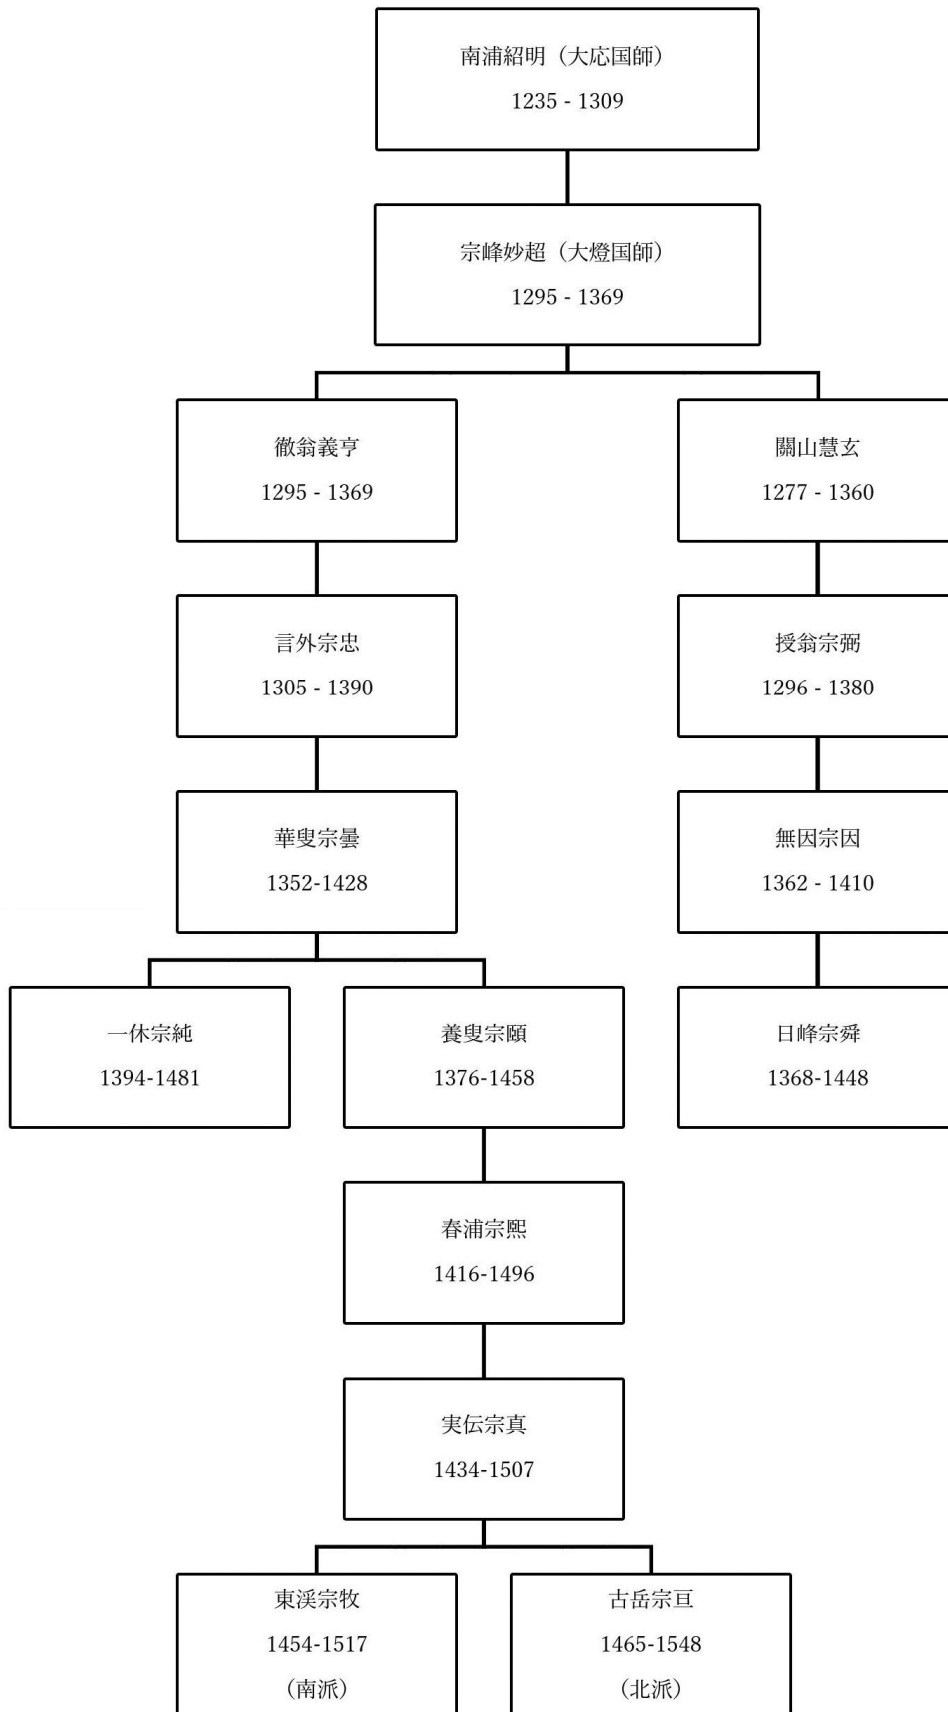 南浦紹明（大応国師）
1235 - 1309
宗峰妙超（大燈国師）
1295 - 1369
徹翁義亨
1295 - 1369
關山慧玄
1277 - 1360
言外宗忠
1305 - 1390
授翁宗弼
1296 - 1380
華叟宗曇
1352-1428
無因宗因
1362 - 1410
一休宗純
1394-1481
養叟宗頤
1376-1458
日峰宗舜
1368-1448
春浦宗熙
1416-1496
実伝宗真
1434-1507
東渓宗牧
1454-1517
（南派）
古岳宗亘
1465-1548
（北派）